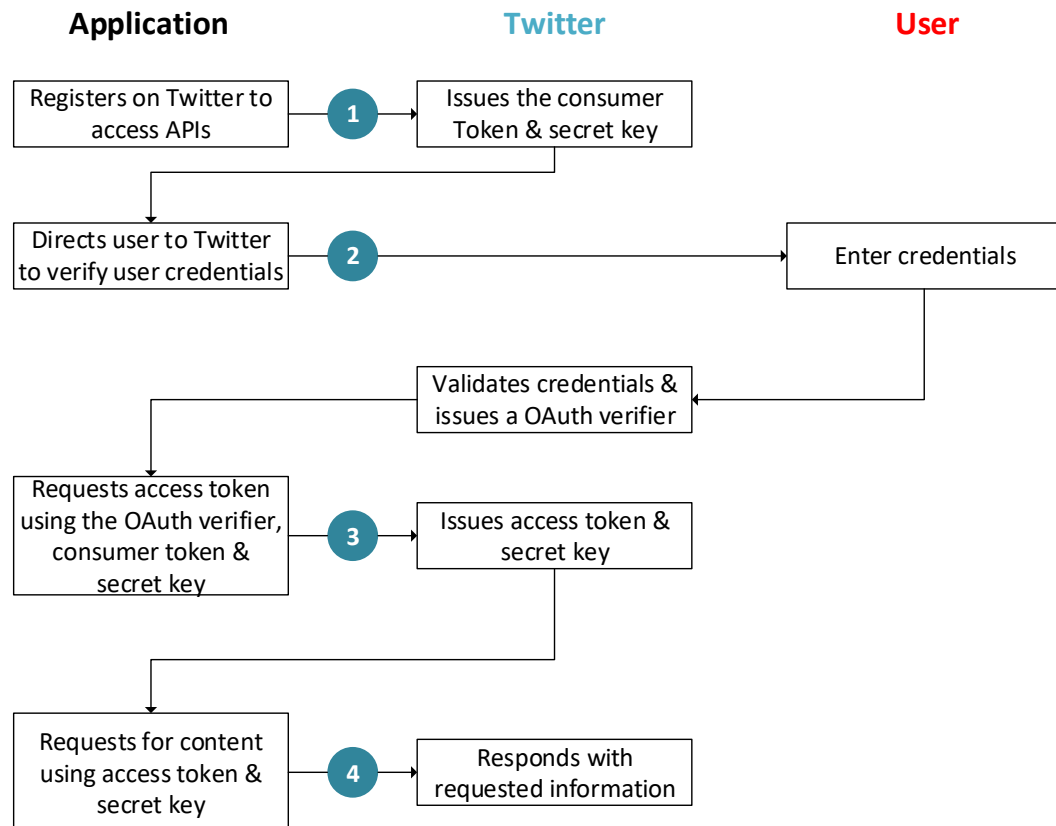 Application
Twitter
User
Registers on Twitter to
access APIs
1
Issues the consumer
Token & secret key
Directs user to Twitter
to verify user credentials
2
Enter credentials
Validates credentials &
issues a OAuth verifier
Requests access token
using the OAuth verifier,
consumer token &
secret key
3
Issues access token &
secret key
Requests for content
using access token &
secret key
4
Responds with
requested information